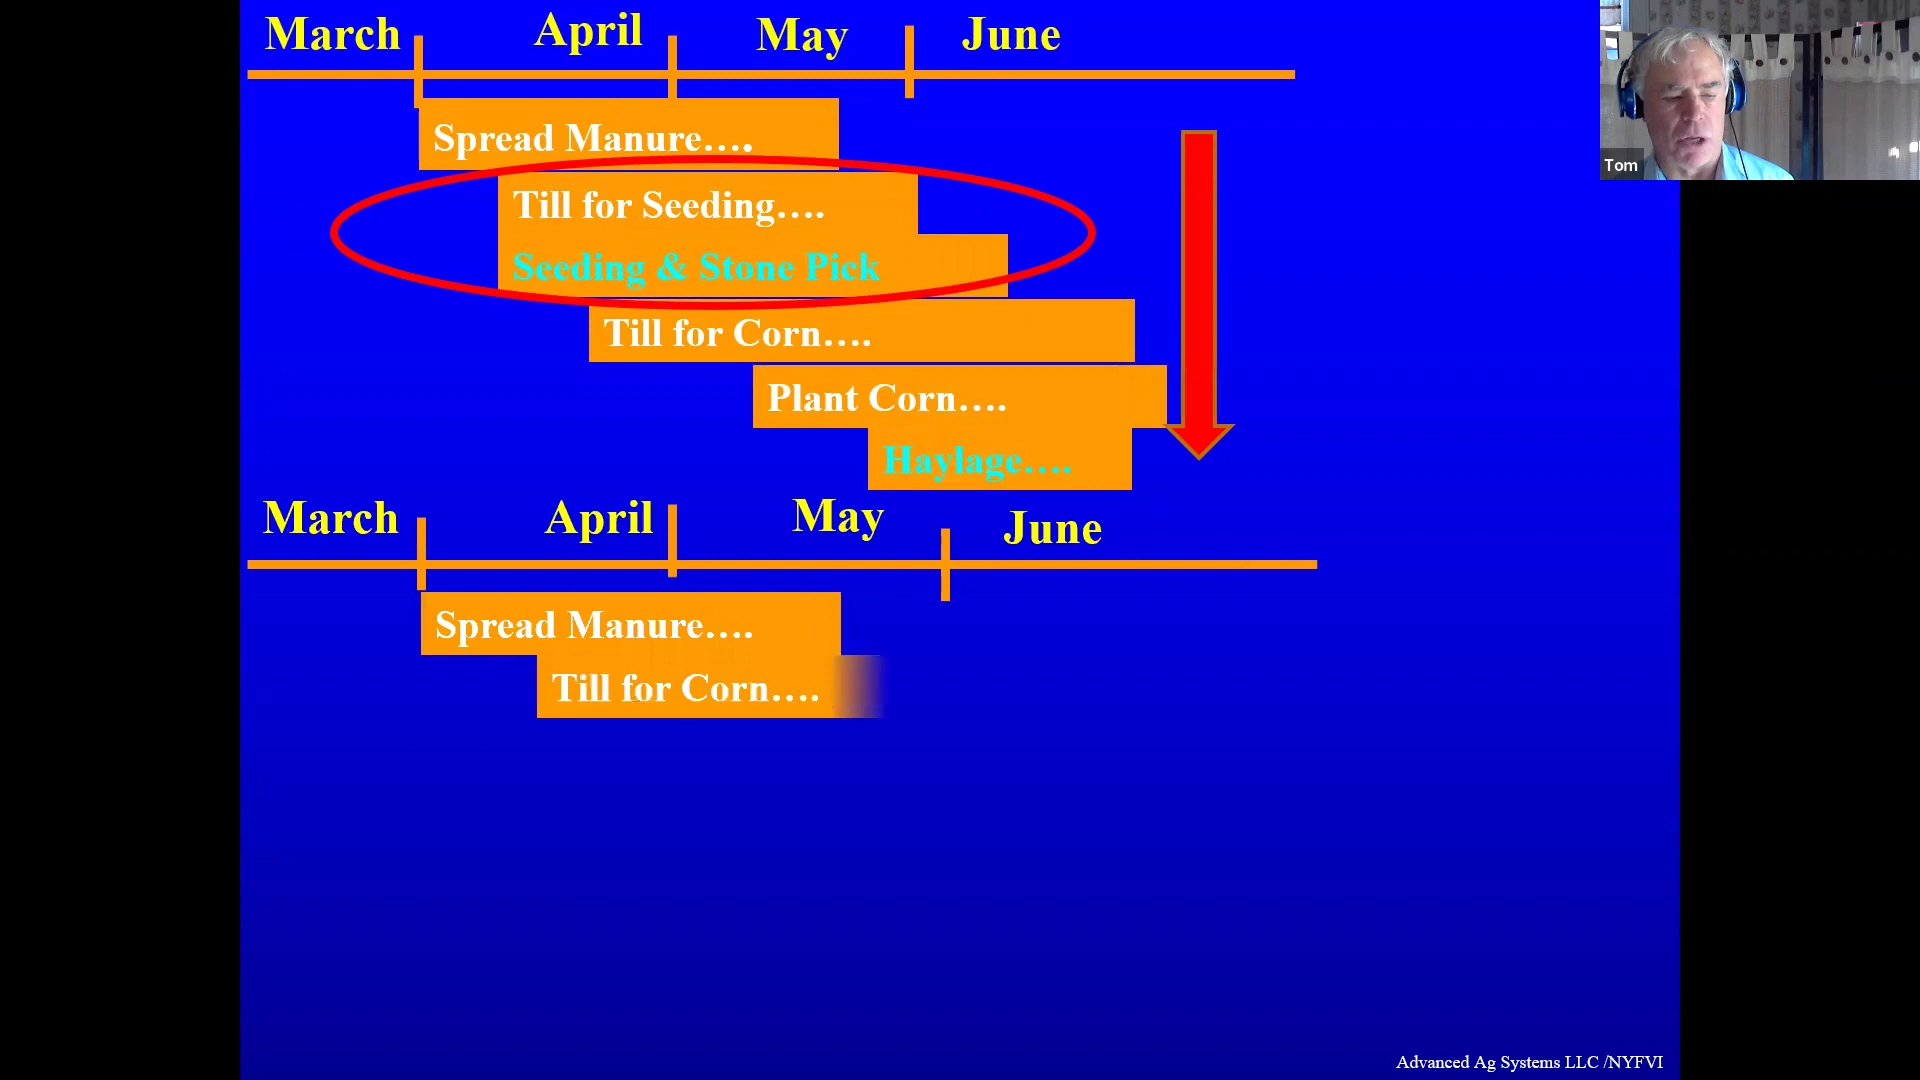 March April May June
Spread Manure….
Till for Seeding….
Seeding & Stone Pick
Till for Corn….
Plant Corn….
Haylage….
March April May June
Spread Manure….
Till for Corn….
Tom
Advanced Ag Systems LLC /NYFVI